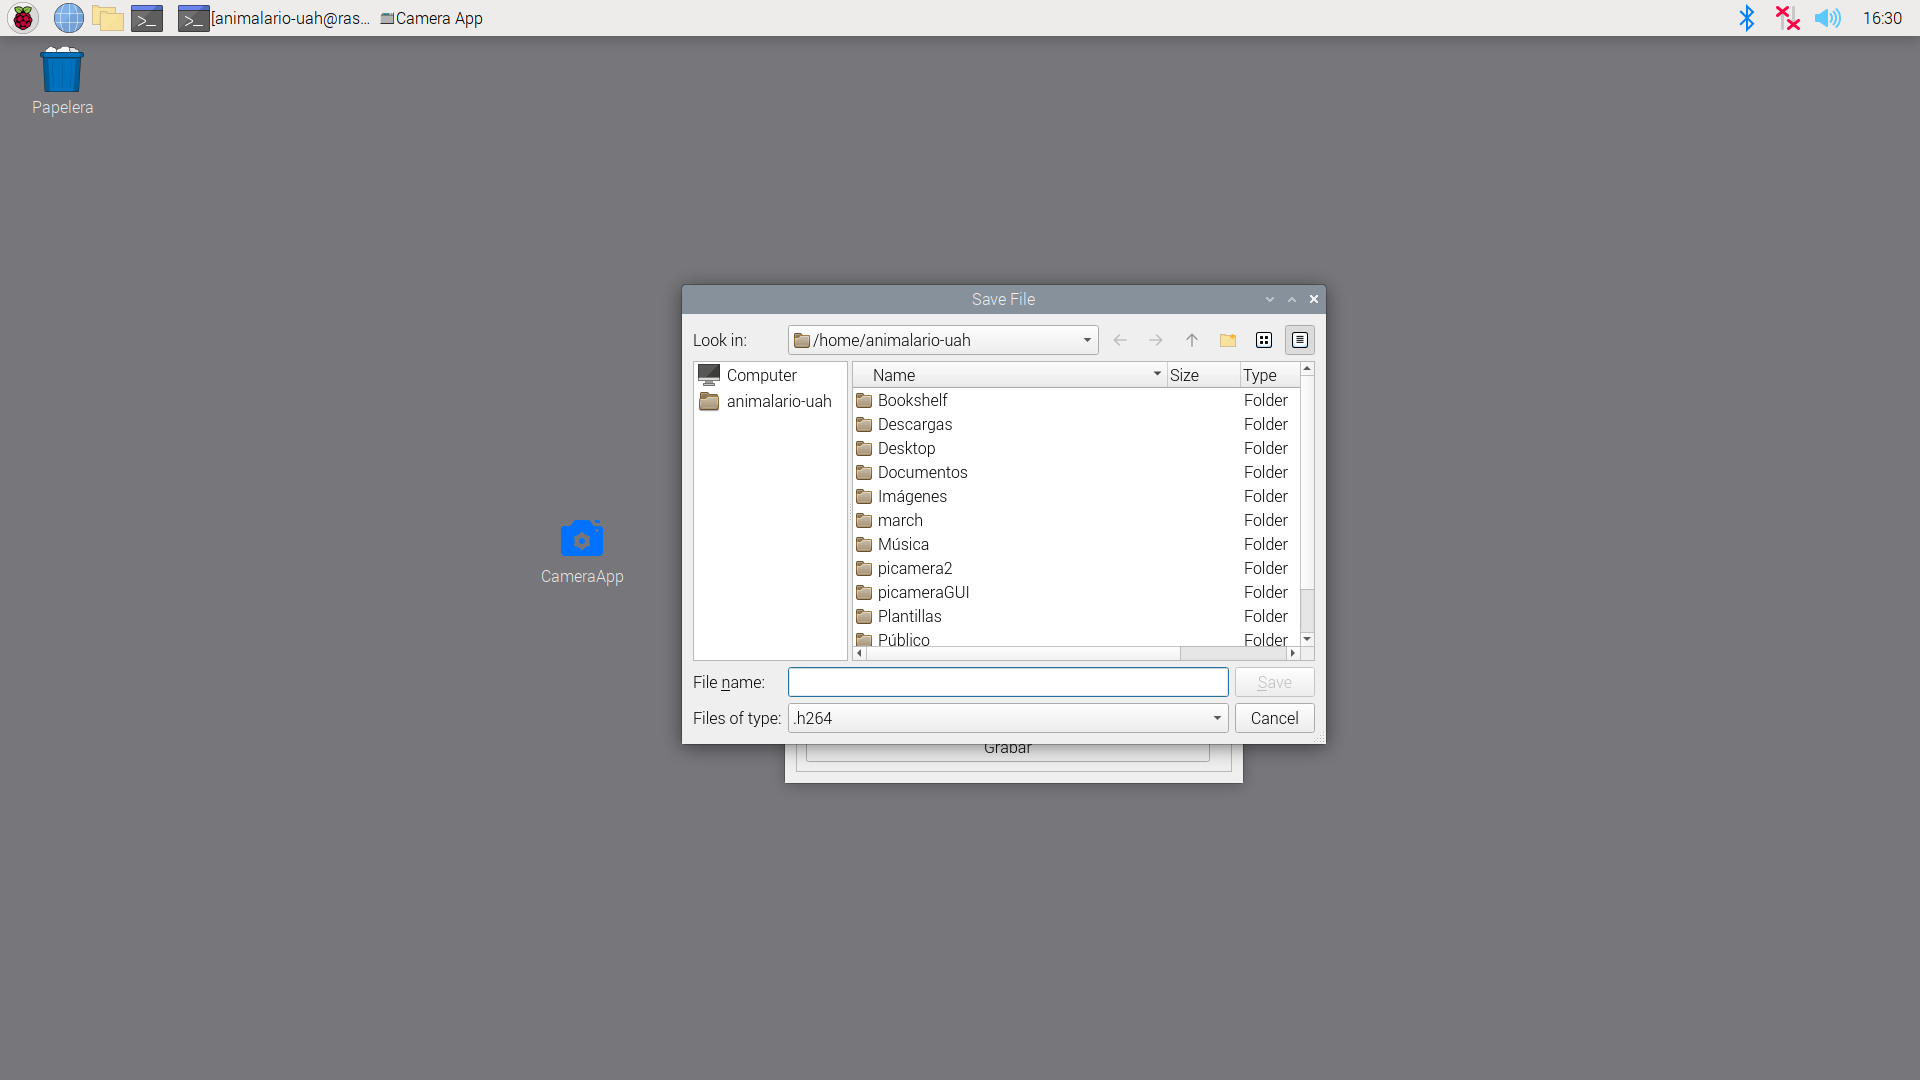 [animalario-uah@ras... Camera App 16:30
Papelera
CameraApp
Save File
Look in: /home/animalario-uah
Computer
animalario-uah
Name Size Type
Bookshelf Folder
Descargas Folder
Desktop Folder
Documentos Folder
Imágenes Folder
march Folder
Música Folder
picamera2 Folder
picameraGUI Folder
Plantillas Folder
Público Folder
File name: Save
Files of type: .h264 Cancel
Grabar